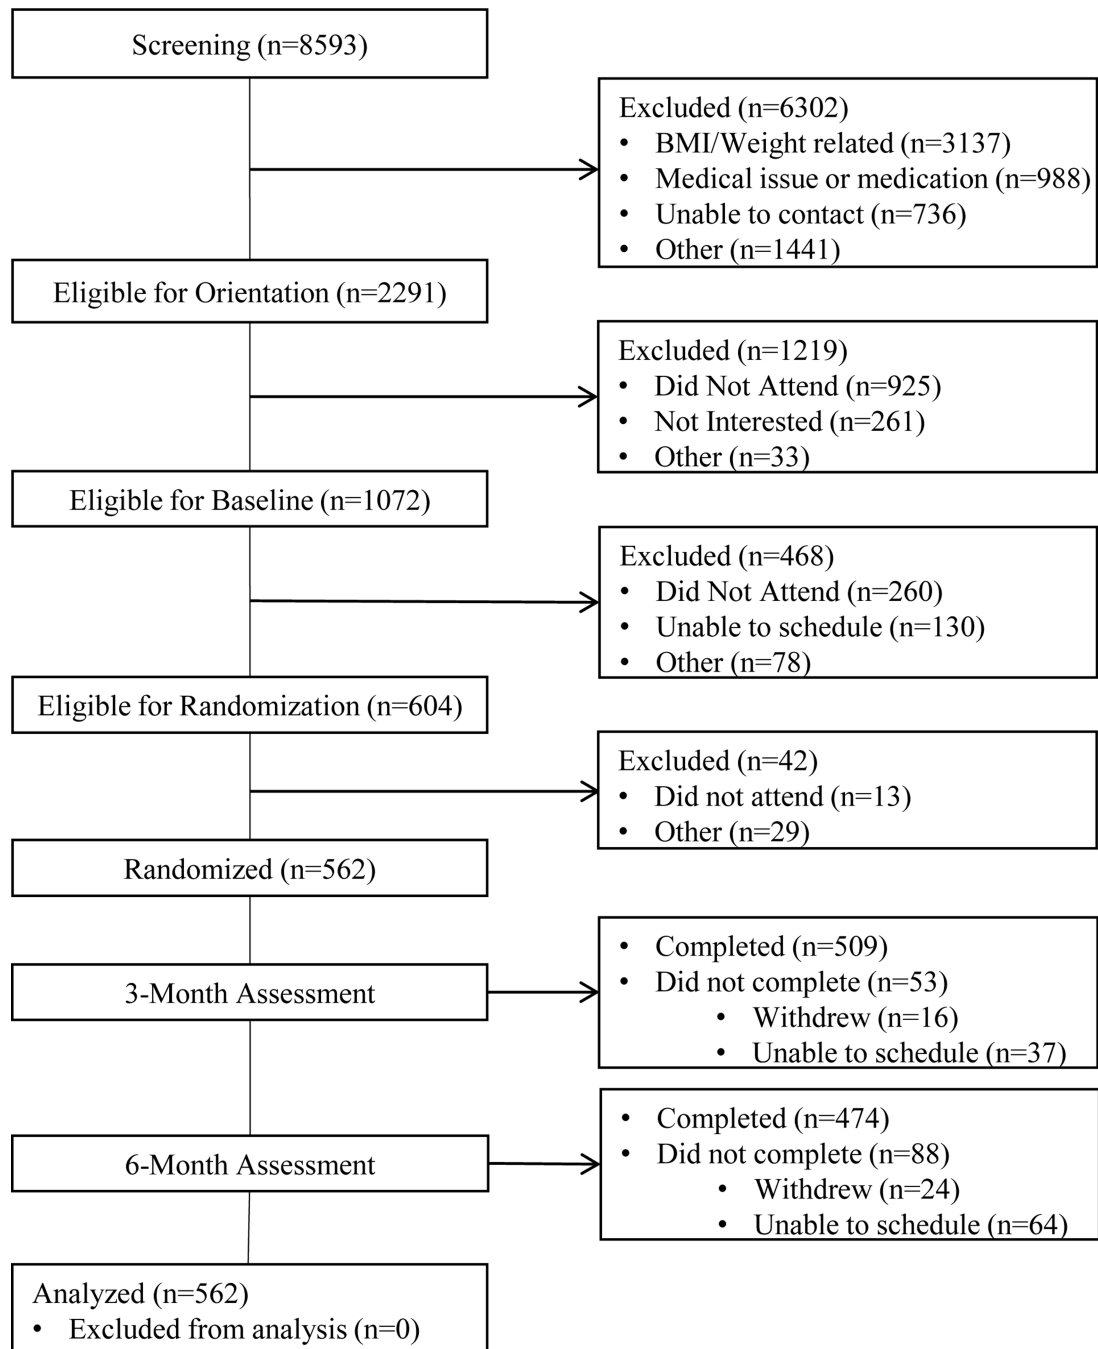 Screening (n=8593)
Excluded (n=6302)
• BMI/Weight related (n=3137)
• Medical issue or medication (n=988)
• Unable to contact (n=736)
• Other (n=1441)
Eligible for Orientation (n=2291)
Excluded (n=1219)
• Did Not Attend (n=925)
• Not Interested (n=261)
• Other (n=33)
Eligible for Baseline (n=1072)
Excluded (n=468)
• Did Not Attend (n=260)
• Unable to schedule (n=130)
• Other (n=78)
Eligible for Randomization (n=604)
Excluded (n=42)
• Did not attend (n=13)
• Other (n=29)
Randomized (n=562)
• Completed (n=509)
• Did not complete (n=53)
• Withdrew (n=16)
• Unable to schedule (n=37)
3-Month Assessment
• Completed (n=474)
• Did not complete (n=88)
• Withdrew (n=24)
• Unable to schedule (n=64)
6-Month Assessment
Analyzed (n=562)
• Excluded from analysis (n=0)